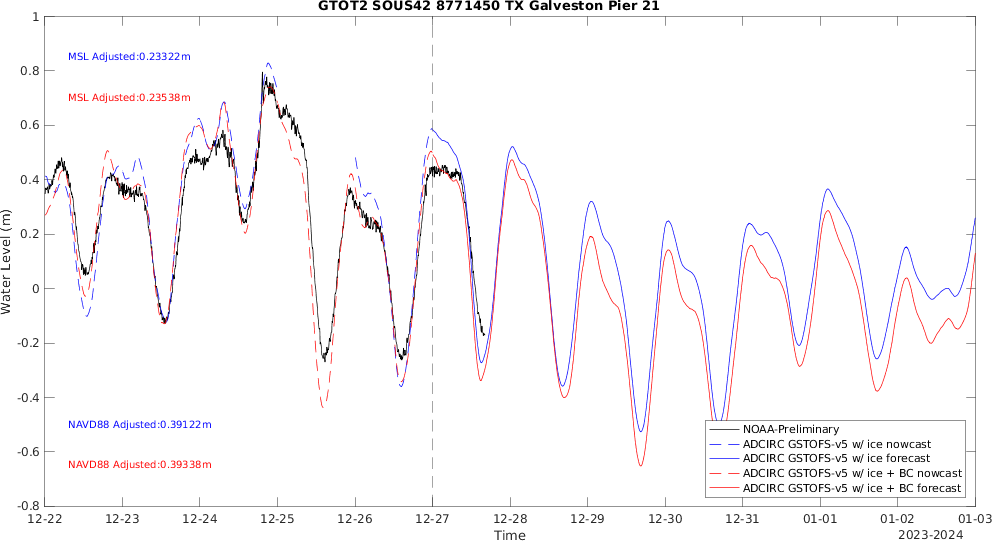 GTOT2 SOUS42 8771450 TX Galveston Pier 21
1
0.8
0.6
0.4
0.2
0
-0.2
-0.4
-0.6
-0.8
Water Level (m)
MSL Adjusted:0.23322m
MSL Adjusted:0.23538m
NAVD88 Adjusted:0.39122m
NAVD88 Adjusted:0.39338m
NOAA-Preliminary
ADCIRC GSTOFS-v5 w/ ice nowcast
ADCIRC GSTOFS-v5 w/ ice forecast
ADCIRC GSTOFS-v5 w/ ice + BC nowcast
ADCIRC GSTOFS-v5 w/ ice + BC forecast
12-22 12-23 12-24 12-25 12-26 12-27 12-28 12-29 12-30 12-31 01-01 01-02 01-03
Time
2023-2024